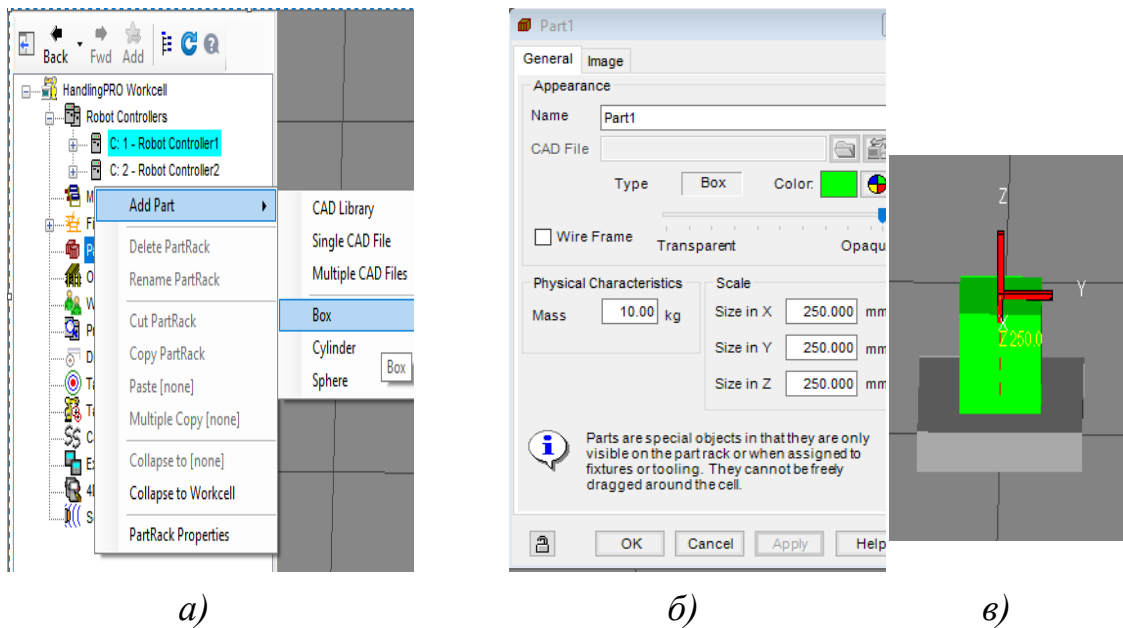 Back
Fwd
Add
HandlingPRO Workcell
Robot Controllers
C: 1 - Robot Controller1
C: 2 - Robot Controller2
Add Part
Delete PartRack
Rename PartRack
Cut PartRack
Copy PartRack
Paste [none]
Multiple Copy [none]
Collapse to [none]
Collapse to Workcell
PartRack Properties
CAD Library
Single CAD File
Multiple CAD Files
Box
Cylinder
Sphere
Box
а)
Part1
General Image
Appearance
Name Part1
CAD File
Type Box Color:
Wire Frame
Transparent Opaqu
Physical Characteristics
Mass 10.00 kg
Scale
Size in X 250.000 mm
Size in Y 250.000 mm
Size in Z 250.000 mm
Parts are special objects in that they are only
visible on the part rack or when assigned to
fixtures or tooling. They cannot be freely
dragged around the cell.
OK Cancel Apply Help
б)
Z
Y
X
Z 250.0
в)